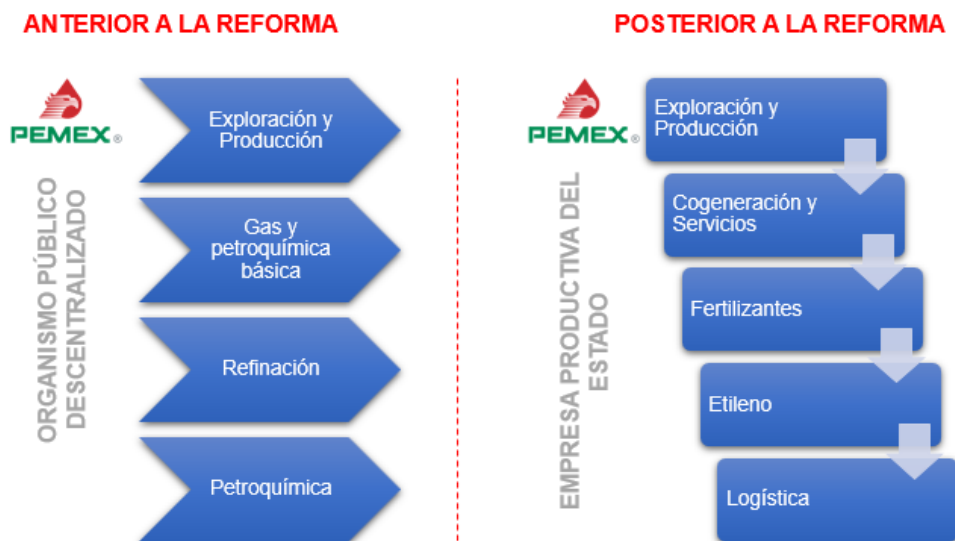 ANTERIOR A LA REFORMA
PEMEX®
ORGANISMO PÚBLICO
DESCENTRALIZADO
Exploración y
Producción
Gas y
petroquímica
básica
Refinación
Petroquímica
POSTERIOR A LA REFORMA
PEMEX®
EMPRESA PRODUCTIVA DEL
ESTADO
Exploración y
Producción
Cogeneración y
Servicios
Fertilizantes
Etileno
Logística